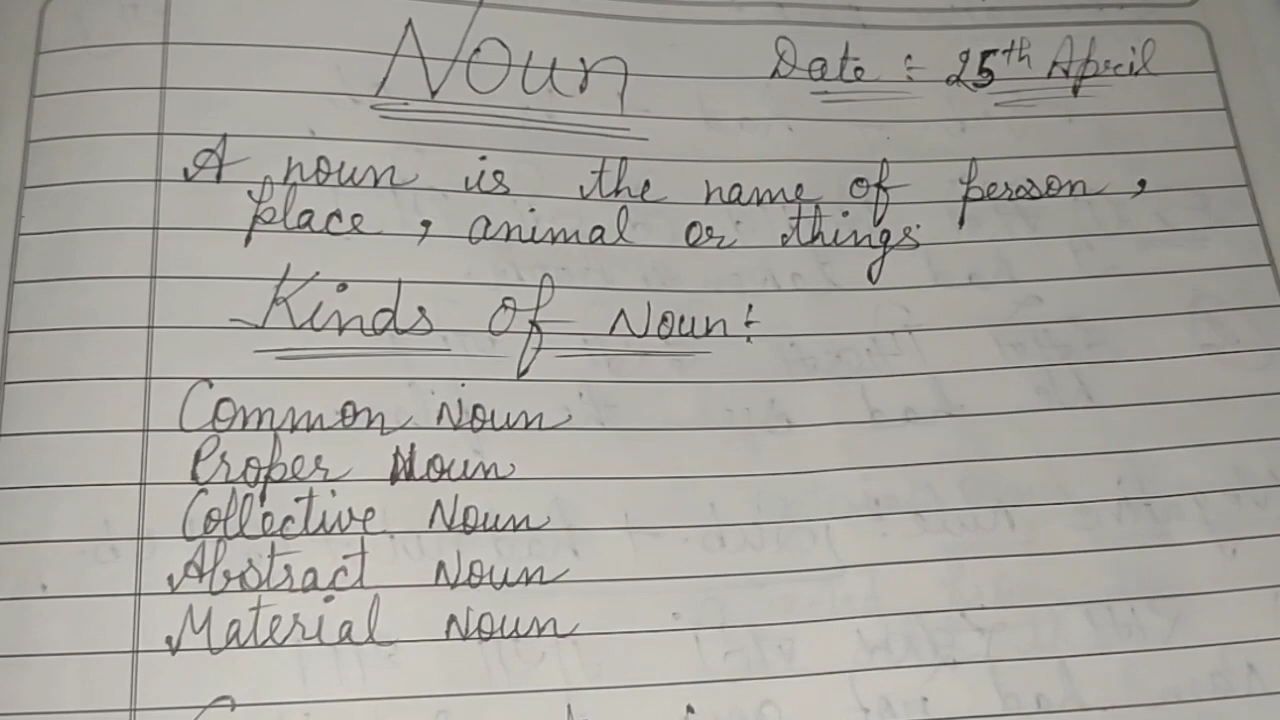 Noun Date : 25th April
A noun is the name of person,
place, animal or things
Kinds of Noun:
Common Noun
Proper Noun
Collective Noun
Abstract Noun
Material Noun